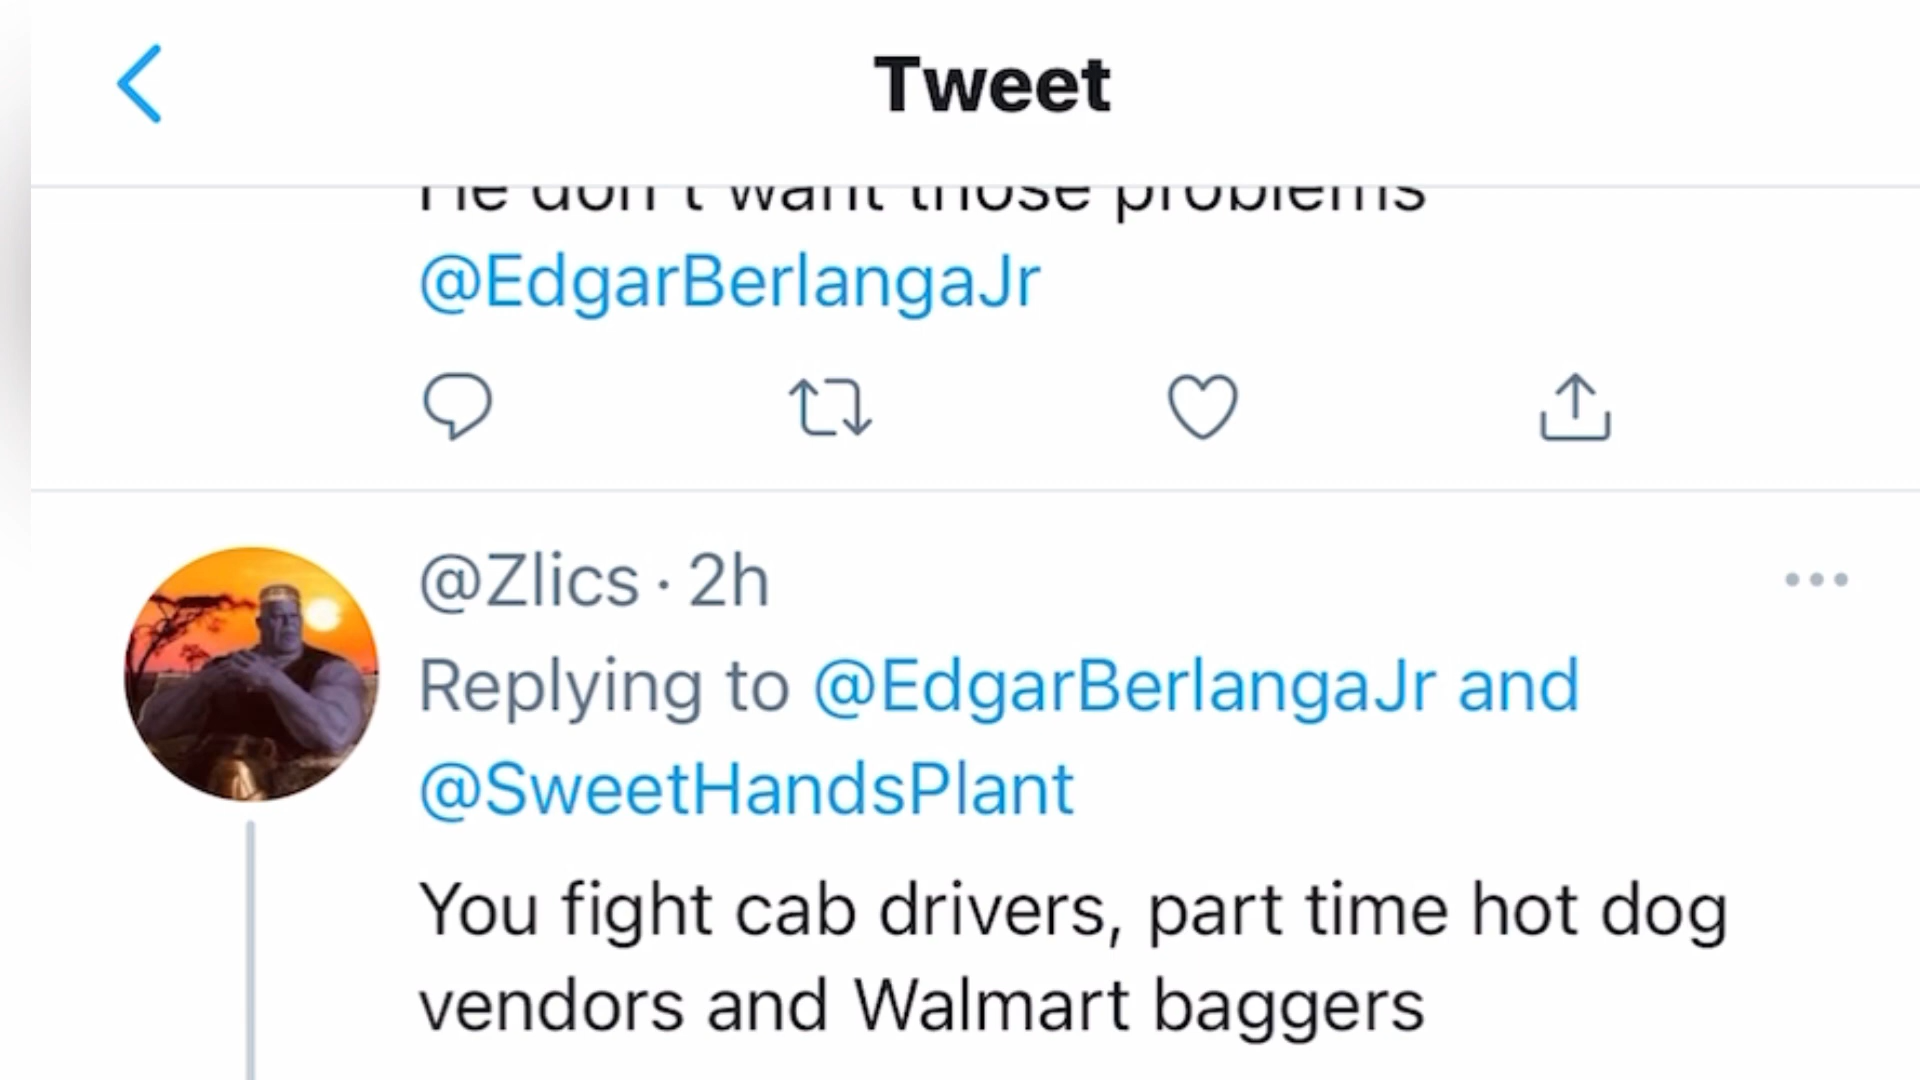 Tweet
He don't want those problems
@EdgarBerlangaJr
@Zlics · 2h
Replying to @EdgarBerlangaJr and
@SweetHandsPlant
You fight cab drivers, part time hot dog
vendors and Walmart baggers